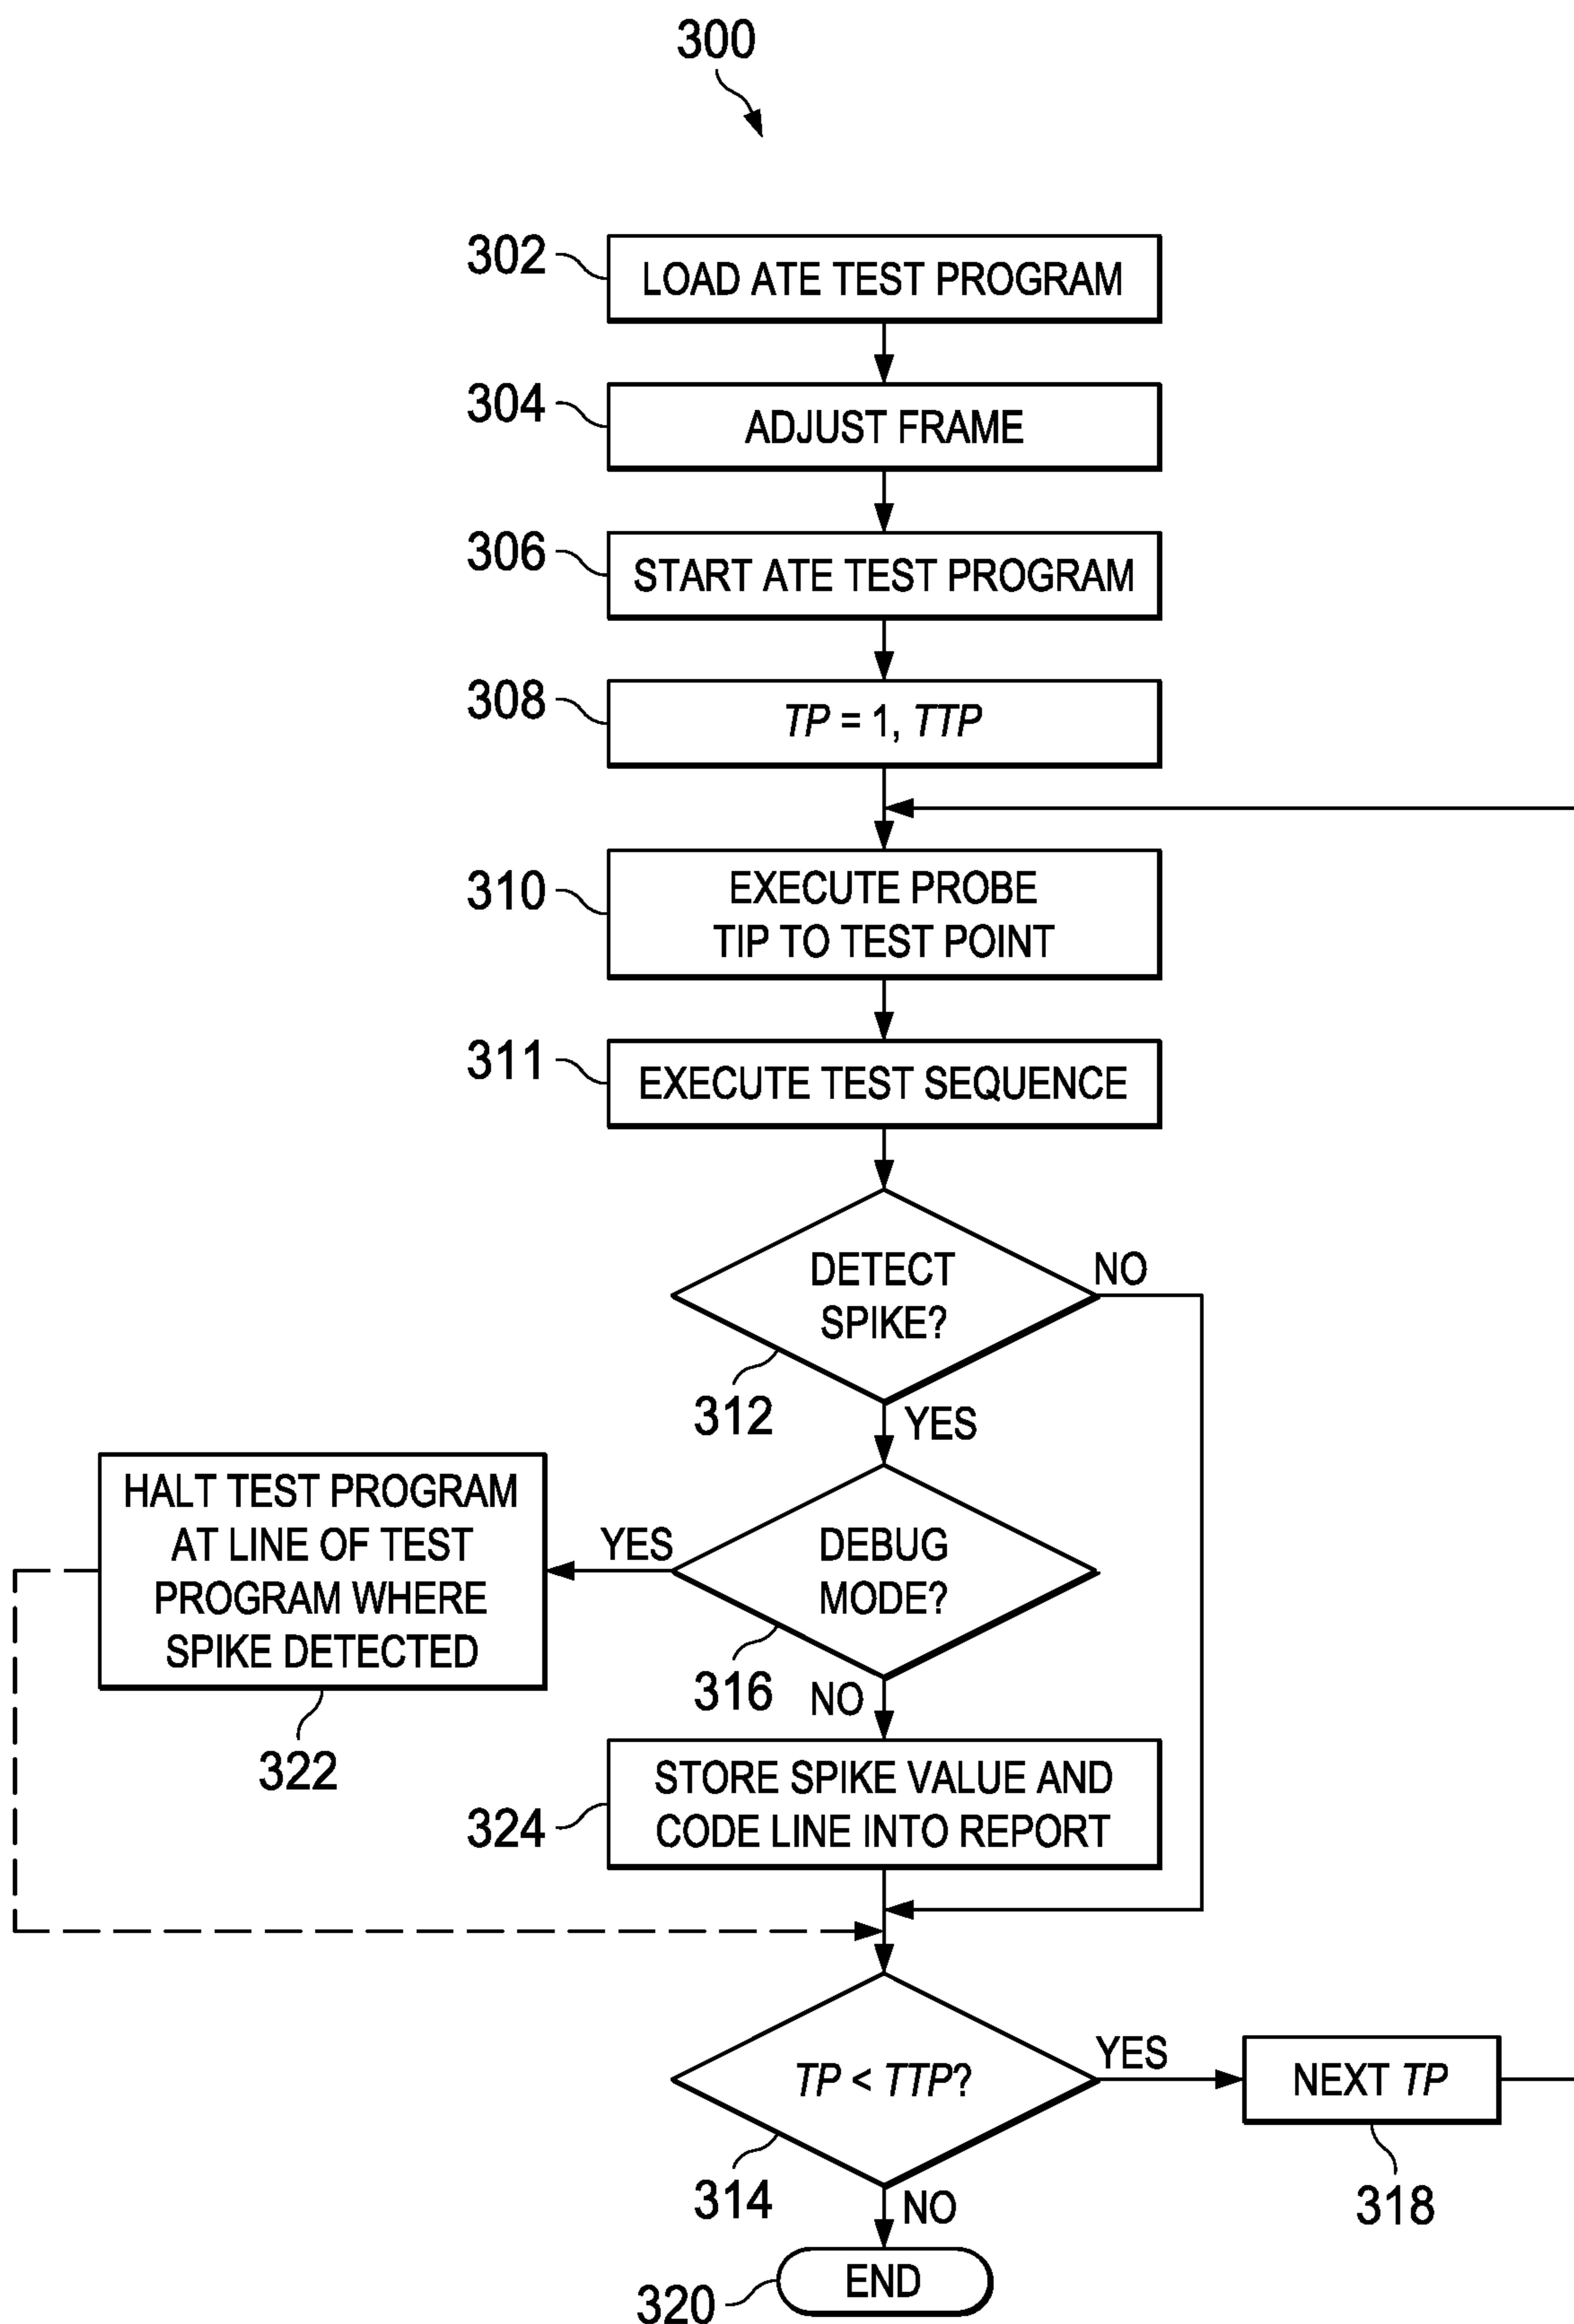 300
302
LOAD ATE TEST PROGRAM
304
ADJUST FRAME
306
START ATE TEST PROGRAM
308
TP = 1, TTP
310
EXECUTE PROBE
TIP TO TEST POINT
311
EXECUTE TEST SEQUENCE
DETECT
SPIKE?
NO
312
YES
HALT TEST PROGRAM
AT LINE OF TEST
PROGRAM WHERE
SPIKE DETECTED
322
YES
DEBUG
MODE?
316
NO
324
STORE SPIKE VALUE AND
CODE LINE INTO REPORT
TP < TTP?
YES
NEXT TP
314
318
NO
320
END